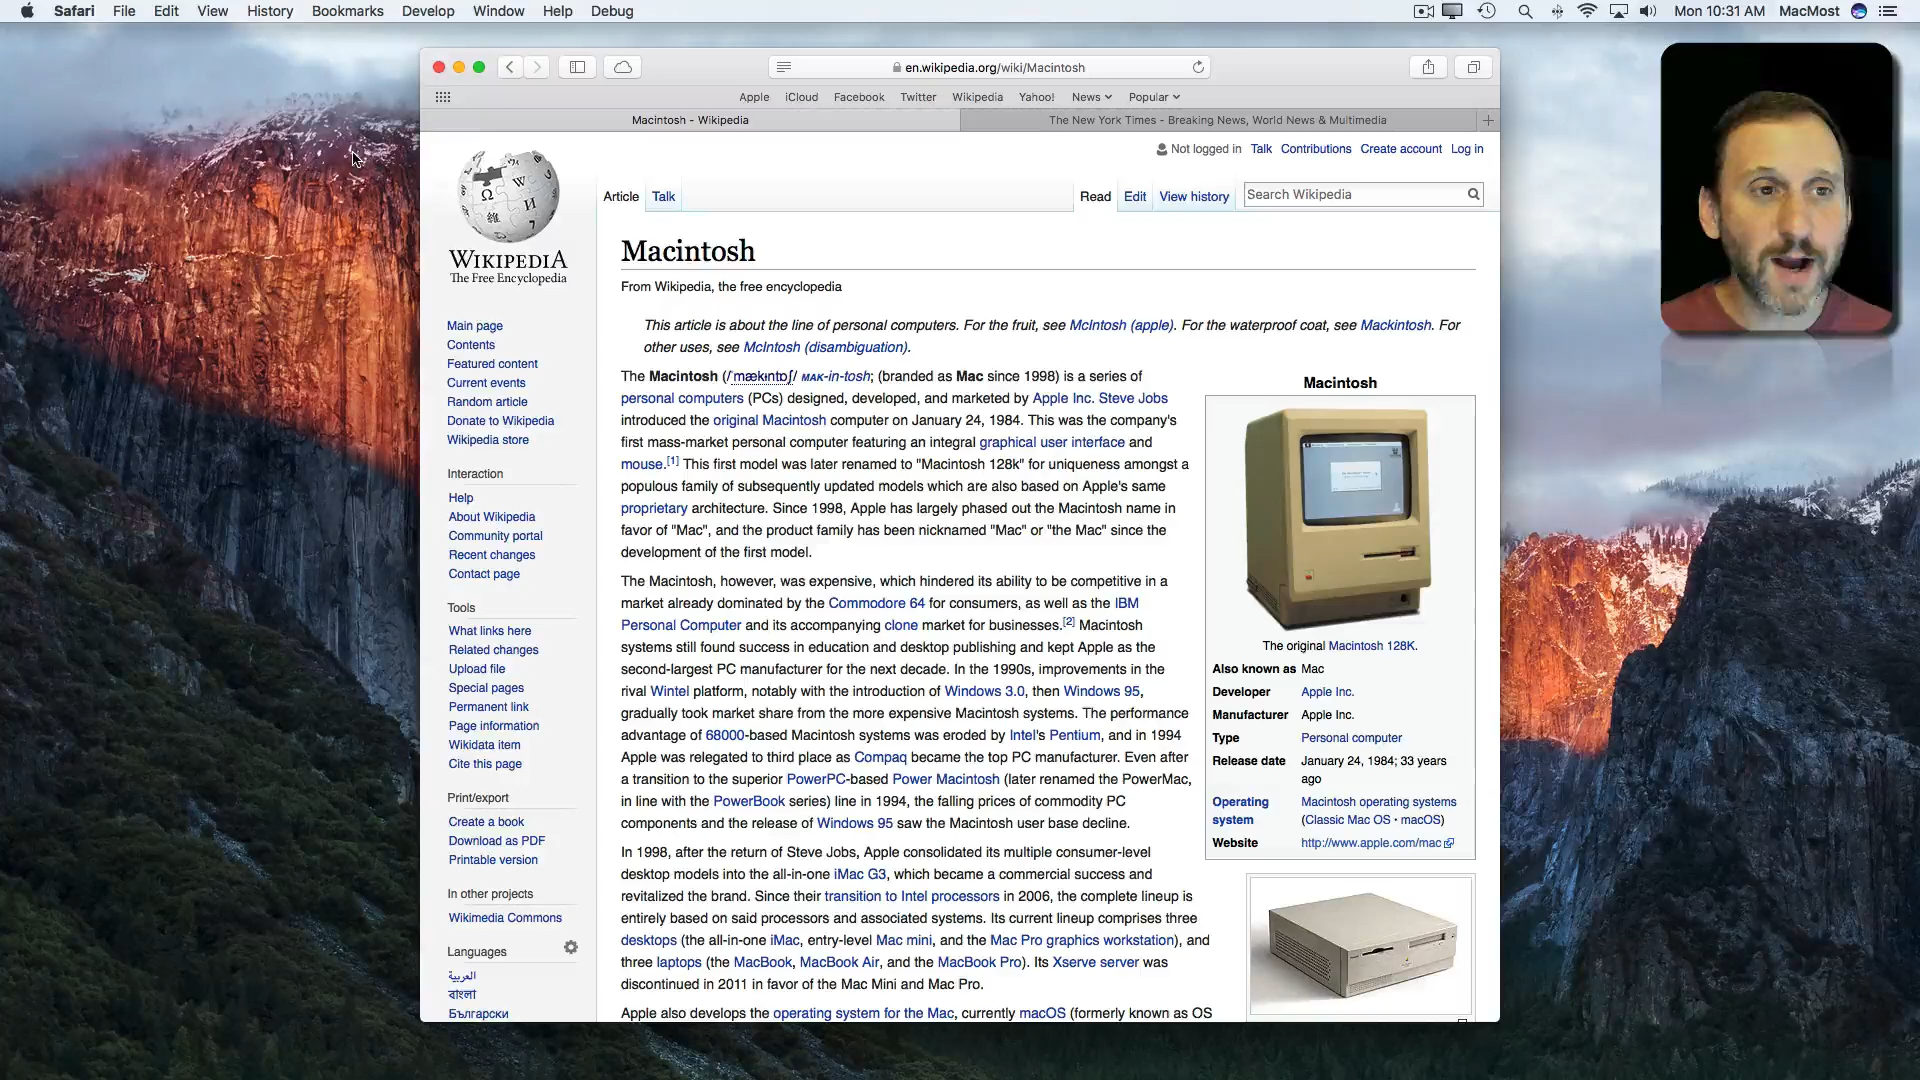 Safari File Edit View History Bookmarks Develop Window Help Debug
Mon 10:31 AM MacMost
en.wikipedia.org/wiki/Macintosh
Apple iCloud Facebook Twitter Wikipedia Yahoo! News Popular
Macintosh - Wikipedia
The New York Times - Breaking News, World News & Multimedia
Not logged in Talk Contributions Create account Log in
Article Talk
Read Edit View history Search Wikipedia
WIKIPEDIA
The Free Encyclopedia
Main page
Contents
Featured content
Current events
Random article
Donate to Wikipedia
Wikipedia store
Interaction
Help
About Wikipedia
Community portal
Recent changes
Contact page
Tools
What links here
Related changes
Upload file
Special pages
Permanent link
Page information
Wikidata item
Cite this page
Print/export
Create a book
Download as PDF
Printable version
In other projects
Wikimedia Commons
Languages
العربية
বাংলা
Български
Macintosh
From Wikipedia, the free encyclopedia
This article is about the line of personal computers. For the fruit, see McIntosh (apple). For the waterproof coat, see Mackintosh. For
other uses, see McIntosh (disambiguation).
The Macintosh (/ˈmækɪntɒʃ/ MAK-in-tosh; (branded as Mac since 1998) is a series of
personal computers (PCs) designed, developed, and marketed by Apple Inc. Steve Jobs
introduced the original Macintosh computer on January 24, 1984. This was the company's
first mass-market personal computer featuring an integral graphical user interface and
mouse.[1] This first model was later renamed to "Macintosh 128k" for uniqueness amongst a
populous family of subsequently updated models which are also based on Apple's same
proprietary architecture. Since 1998, Apple has largely phased out the Macintosh name in
favor of "Mac", and the product family has been nicknamed "Mac" or "the Mac" since the
development of the first model.
The Macintosh, however, was expensive, which hindered its ability to be competitive in a
market already dominated by the Commodore 64 for consumers, as well as the IBM
Personal Computer and its accompanying clone market for businesses.[2] Macintosh
systems still found success in education and desktop publishing and kept Apple as the
second-largest PC manufacturer for the next decade. In the 1990s, improvements in the
rival Wintel platform, notably with the introduction of Windows 3.0, then Windows 95,
gradually took market share from the more expensive Macintosh systems. The performance
advantage of 68000-based Macintosh systems was eroded by Intel's Pentium, and in 1994
Apple was relegated to third place as Compaq became the top PC manufacturer. Even after
a transition to the superior PowerPC-based Power Macintosh (later renamed the PowerMac,
in line with the PowerBook series) line in 1994, the falling prices of commodity PC
components and the release of Windows 95 saw the Macintosh user base decline.
In 1998, after the return of Steve Jobs, Apple consolidated its multiple consumer-level
desktop models into the all-in-one iMac G3, which became a commercial success and
revitalized the brand. Since their transition to Intel processors in 2006, the complete lineup is
entirely based on said processors and associated systems. Its current lineup comprises three
desktops (the all-in-one iMac, entry-level Mac mini, and the Mac Pro graphics workstation), and
three laptops (the MacBook, MacBook Air, and the MacBook Pro). Its Xserve server was
discontinued in 2011 in favor of the Mac Mini and Mac Pro.
Apple also develops the operating system for the Mac, currently macOS (formerly known as OS
Macintosh
The original Macintosh 128K.
Also known as Mac
Developer Apple Inc.
Manufacturer Apple Inc.
Type Personal computer
Release date January 24, 1984; 33 years
ago
Operating Macintosh operating systems
system (Classic Mac OS • macOS)
Website http://www.apple.com/mac